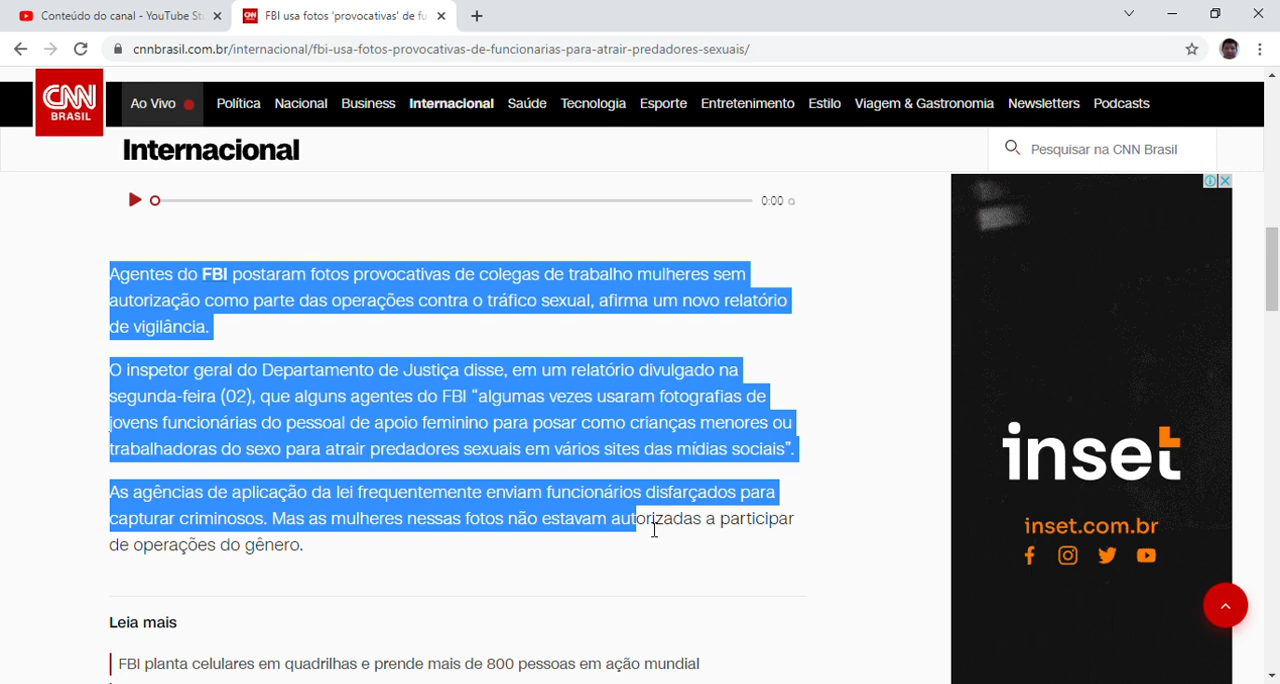 Conteúdo do canal - YouTube St
FBI usa fotos 'provocativas' de fu
cnnbrasil.com.br/internacional/fbi-usa-fotos-provocativas-de-funcionarias-para-atrair-predadores-sexuais/
CNN
BRASIL
Ao Vivo
Política
Nacional
Business
Internacional
Saúde
Tecnologia
Esporte
Entretenimento
Estilo
Viagem & Gastronomia
Newsletters
Podcasts
Internacional
Pesquisar na CNN Brasil
0:00
Agentes do FBI postaram fotos provocativas de colegas de trabalho mulheres sem
autorização como parte das operações contra o tráfico sexual, afirma um novo relatório
de vigilância.
O inspetor geral do Departamento de Justiça disse, em um relatório divulgado na
segunda-feira (02), que alguns agentes do FBI “algumas vezes usaram fotografias de
jovens funcionárias do pessoal de apoio feminino para posar como crianças menores ou
trabalhadoras do sexo para atrair predadores sexuais em vários sites das mídias sociais”.
As agências de aplicação da lei frequentemente enviam funcionários disfarçados para
capturar criminosos. Mas as mulheres nessas fotos não estavam autorizadas a participar
de operações do gênero.
Leia mais
FBI planta celulares em quadrilhas e prende mais de 800 pessoas em ação mundial
inset
inset.com.br